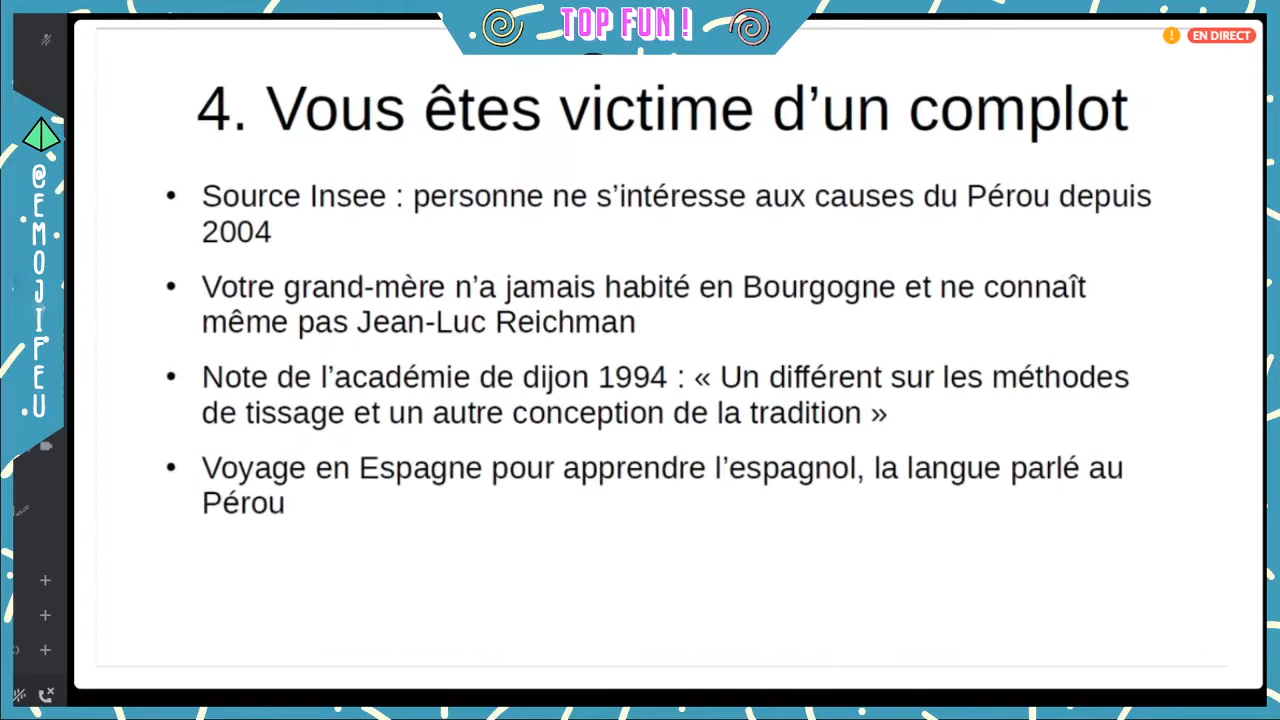 TOP FUN !
! EN DIRECT
4. Vous êtes victime d’un complot
@EMOJIFEU
• Source Insee : personne ne s’intéresse aux causes du Pérou depuis
2004
• Votre grand-mère n’a jamais habité en Bourgogne et ne connaît
même pas Jean-Luc Reichman
• Note de l’académie de dijon 1994 : « Un différent sur les méthodes
de tissage et un autre conception de la tradition »
• Voyage en Espagne pour apprendre l’espagnol, la langue parlé au
Pérou